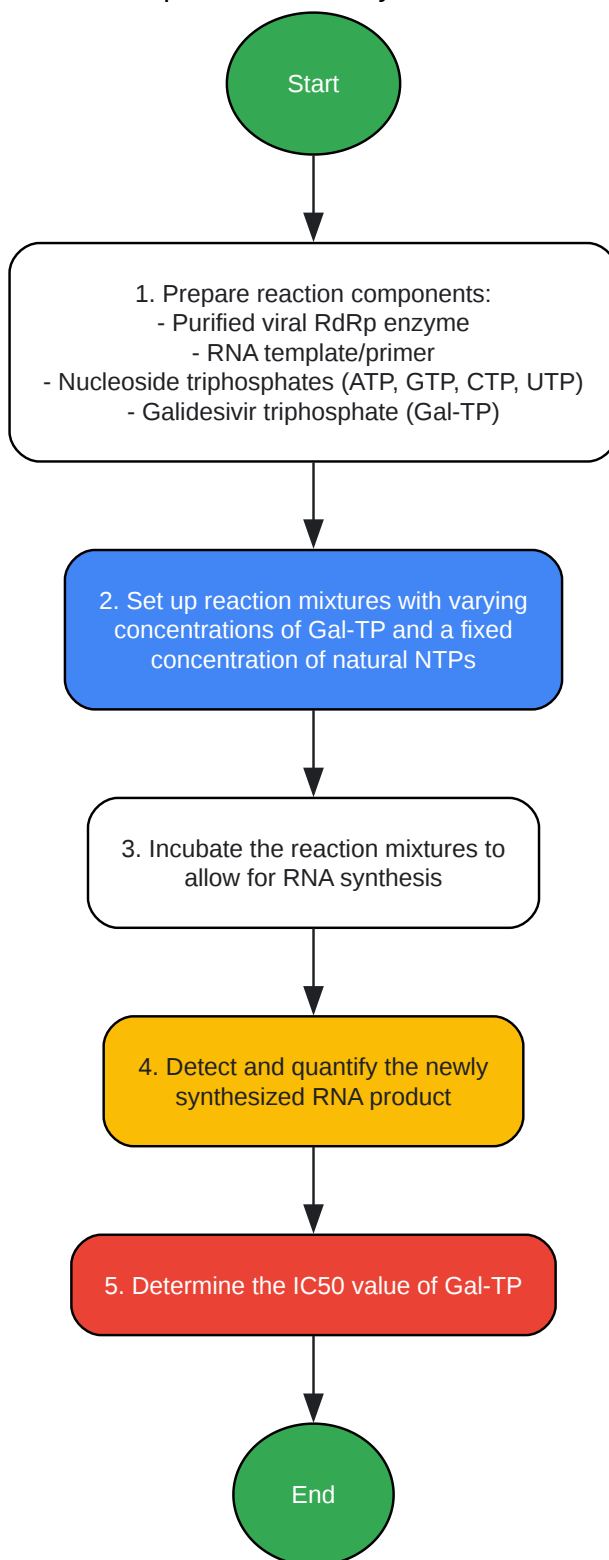 Start
1. Prepare reaction components:
- Purified viral RdRp enzyme
- RNA template/primer
- Nucleoside triphosphates (ATP, GTP, CTP, UTP)
- Galidesivir triphosphate (Gal-TP)
2. Set up reaction mixtures with varying
concentrations of Gal-TP and a fixed
concentration of natural NTPs
3. Incubate the reaction mixtures to
allow for RNA synthesis
4. Detect and quantify the newly
synthesized RNA product
5. Determine the IC50 value of Gal-TP
End